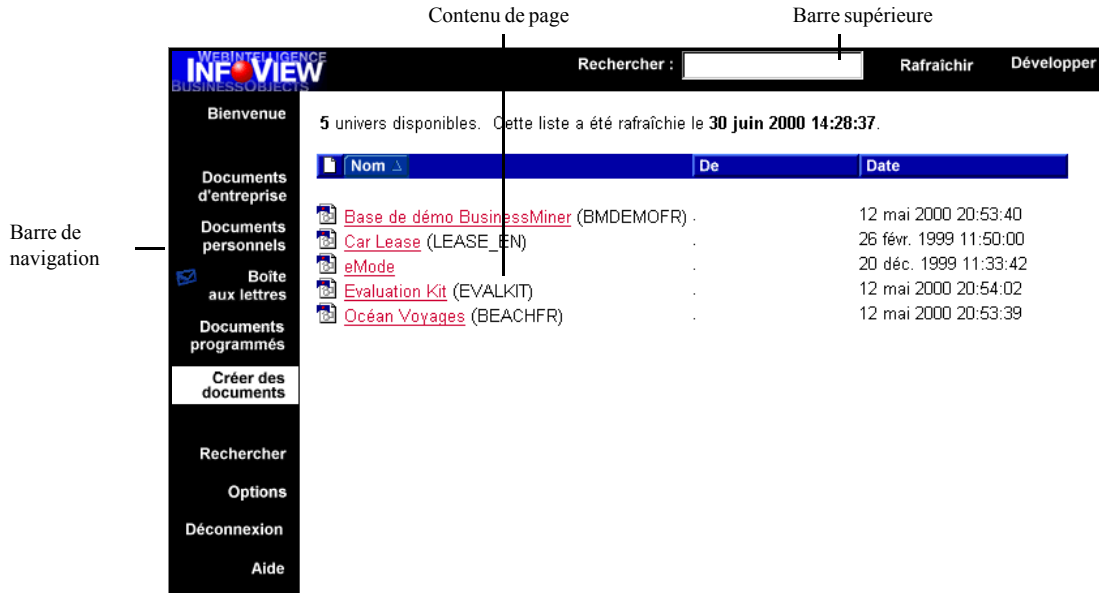 Contenu de page
Barre supérieure
WEBINTELLIGENCE
INFOVIEW
BUSINESSOBJECTS
Rechercher :
Rafraîchir
Développer
Barre de
navigation
Bienvenue
Documents
d'entreprise
Documents
personnels
Boîte
aux lettres
Documents
programmés
Créer des
documents
Rechercher
Options
Déconnexion
Aide
5 univers disponibles. Cette liste a été rafraîchie le 30 juin 2000 14:28:37.
Nom De Date
Base de démo BusinessMiner (BMDEMOFR) . 12 mai 2000 20:53:40
Car Lease (LEASE_EN) . 26 févr. 1999 11:50:00
eMode . 20 déc. 1999 11:33:42
Evaluation Kit (EVALKIT) . 12 mai 2000 20:54:02
Océan Voyages (BEACHFR) . 12 mai 2000 20:53:39